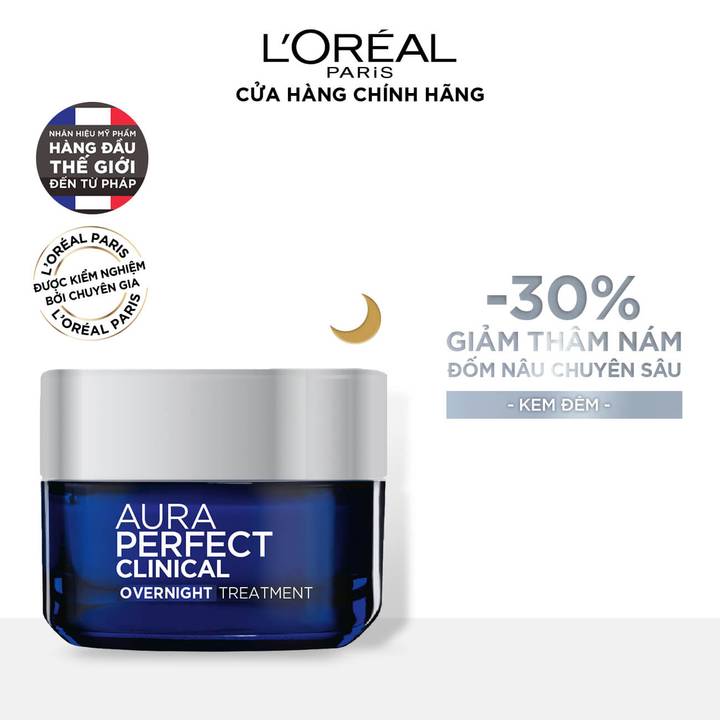 L'ORÉAL
PARIS
CỬA HÀNG CHÍNH HÃNG
NHÃN HIỆU MỸ PHẨM
HÀNG ĐẦU
THẾ GIỚI
ĐẾN TỪ PHÁP
L'ORÉAL PARIS
ĐƯỢC KIỂM NGHIỆM
BỞI CHUYÊN GIA
L'ORÉAL PARIS
-30%
GIẢM THÂM NÁM
ĐỐM NÂU CHUYÊN SÂU
- KEM ĐÊM -
AURA
PERFECT
CLINICAL
OVERNIGHT TREATMENT